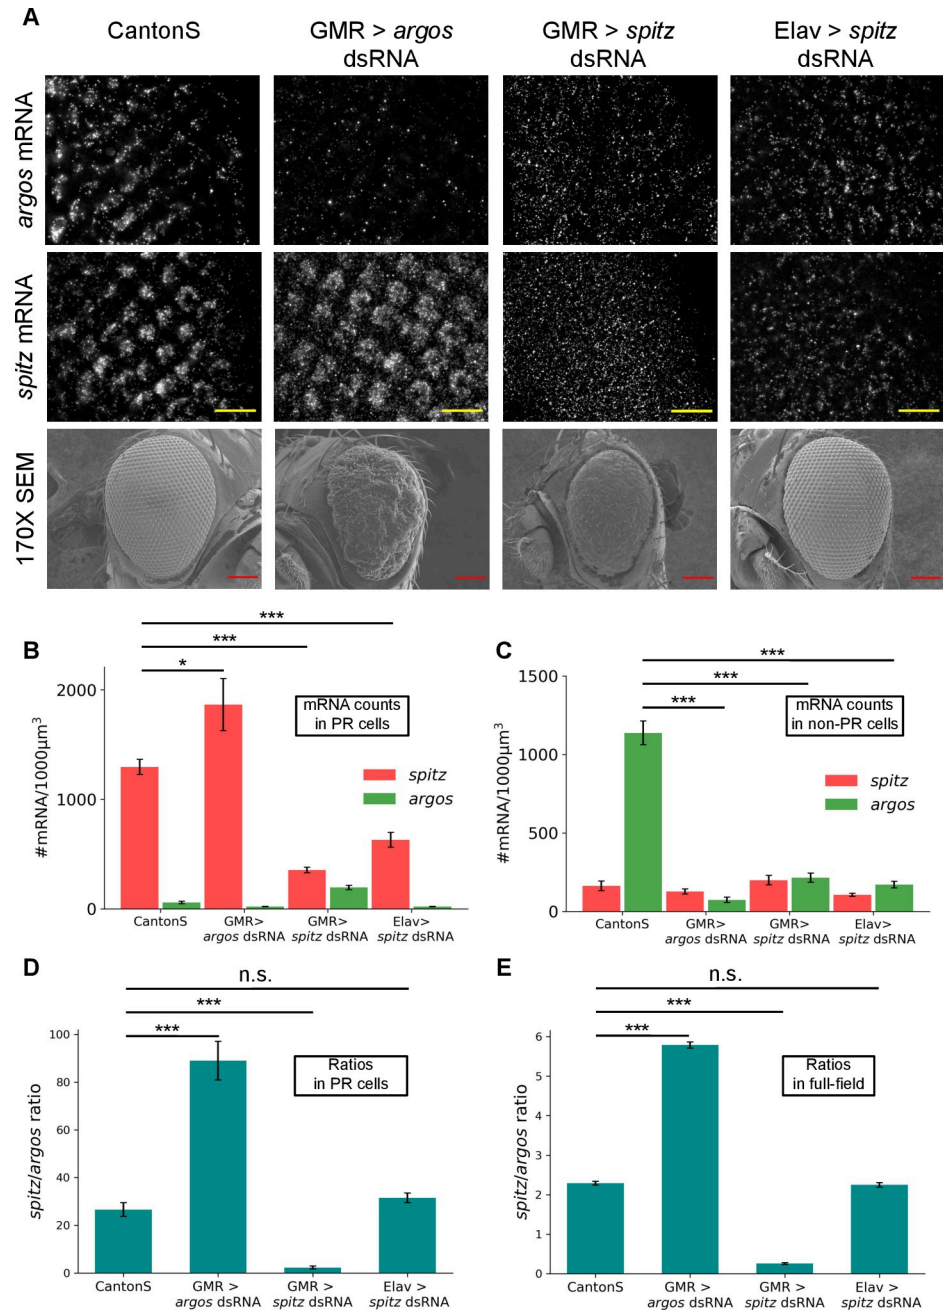 A
CantonS
GMR > argos
dsRNA
GMR > spitz
dsRNA
Elav > spitz
dsRNA
argos mRNA
spitz mRNA
170X SEM
B
***
***
*
mRNA counts
in PR cells
#mRNA/1000μm³
2000
1000
0
spitz
argos
CantonS
GMR>
argos dsRNA
GMR>
spitz dsRNA
Elav>
spitz dsRNA
C
***
***
***
mRNA counts
in non-PR cells
#mRNA/1000μm³
1500
1000
500
0
spitz
argos
CantonS
GMR>
argos dsRNA
GMR>
spitz dsRNA
Elav>
spitz dsRNA
D
n.s.
***
***
Ratios
in PR cells
spitz/argos ratio
100
80
60
40
20
0
CantonS
GMR >
argos dsRNA
GMR >
spitz dsRNA
Elav >
spitz dsRNA
E
n.s.
***
***
Ratios
in full-field
spitz/argos ratio
6
5
4
3
2
1
0
CantonS
GMR >
argos dsRNA
GMR >
spitz dsRNA
Elav >
spitz dsRNA